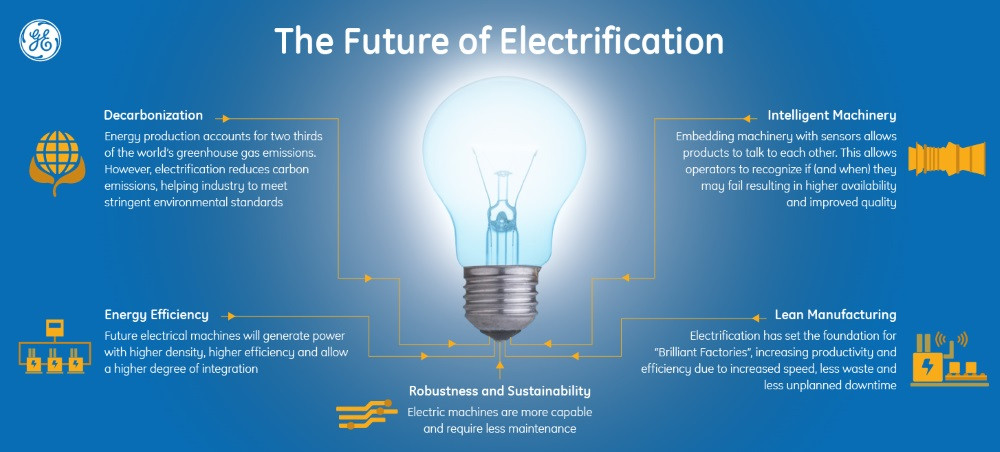 GE
The Future of Electrification
Decarbonization
Energy production accounts for two thirds
of the world's greenhouse gas emissions.
However, electrification reduces carbon
emissions, helping industry to meet
stringent environmental standards
Intelligent Machinery
Embedding machinery with sensors allows
products to talk to each other. This allows
operators to recognize if (and when) they
may fail resulting in higher availability
and improved quality
Energy Efficiency
Future electrical machines will generate power
with higher density, higher efficiency and allow
a higher degree of integration
Lean Manufacturing
Electrification has set the foundation for
"Brilliant Factories", increasing productivity and
efficiency due to increased speed, less waste and
less unplanned downtime
Robustness and Sustainability
Electric machines are more capable
and require less maintenance